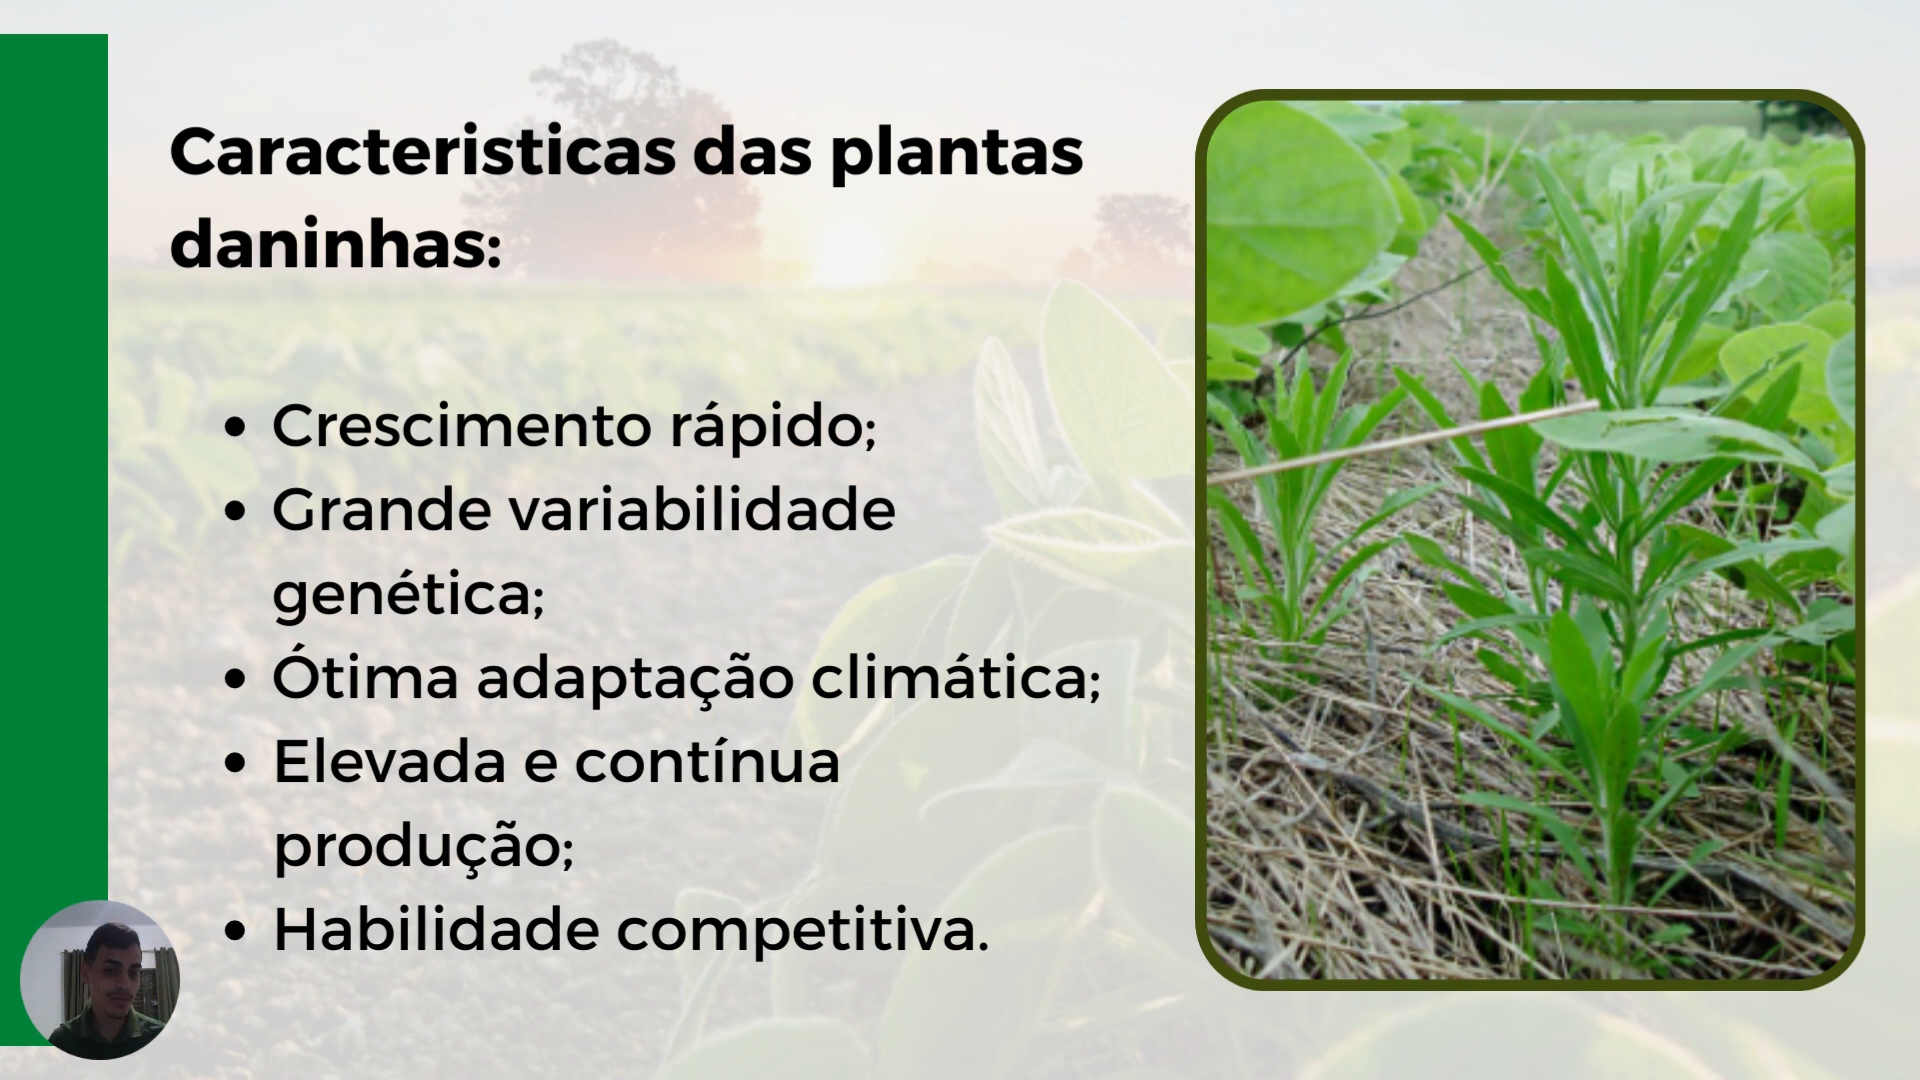 Caracteristicas das plantas
daninhas:
• Crescimento rápido;
• Grande variabilidade
genética;
• Ótima adaptação climática;
• Elevada e contínua
produção;
• Habilidade competitiva.